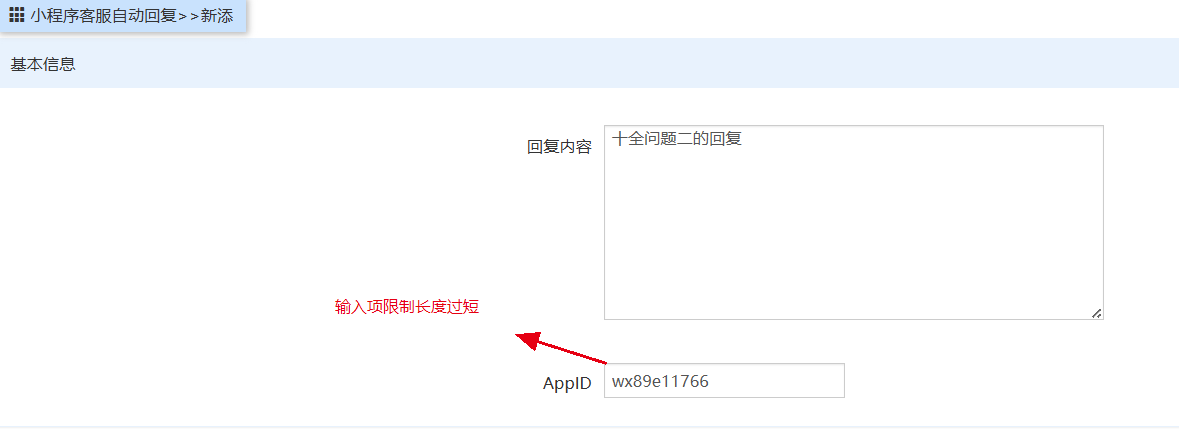 小程序客服自动回复>>新添
基本信息
回复内容
十全问题二的回复
输入项限制长度过短
AppID
wx89e11766